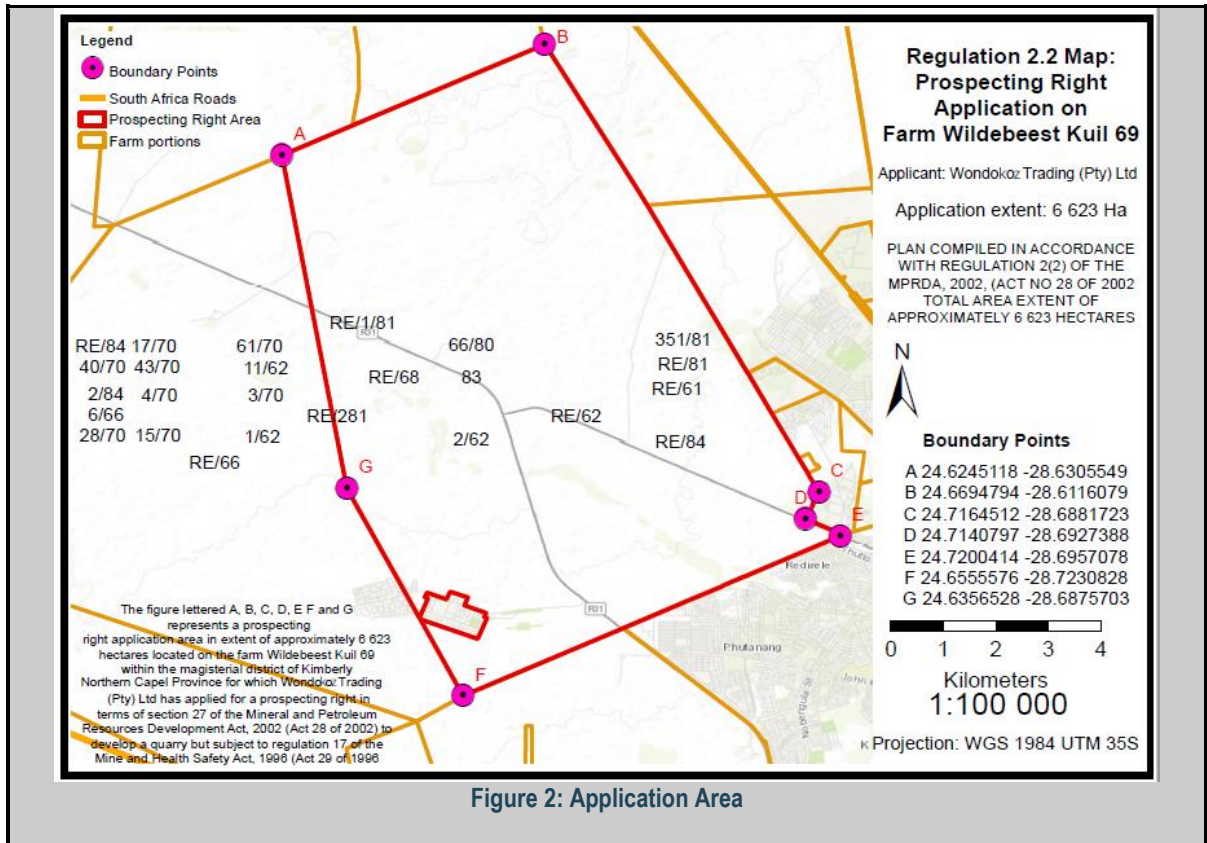 Legend
Boundary Points
South Africa Roads
Prospecting Right Area
Farm portions
A
B
Regulation 2.2 Map:
Prospecting Right
Application on
Farm Wildebeest Kuil 69
Applicant: Wondokoz Trading (Pty) Ltd
Application extent: 6 623 Ha
PLAN COMPILED IN ACCORDANCE
WITH REGULATION 2(2) OF THE
MPRDA, 2002, (ACT NO 28 OF 2002
TOTAL AREA EXTENT OF
APPROXIMATELY 6 623 HECTARES
N
Boundary Points
A 24.6245118 -28.6305549
B 24.6694794 -28.6116079
C 24.7164512 -28.6881723
D 24.7140797 -28.6927388
E 24.7200414 -28.6957078
F 24.6555576 -28.7230828
G 24.6356528 -28.6875703
0 1 2 3 4
Kilometers
1:100 000
Projection: WGS 1984 UTM 35S
RE/1/81
R31
RE/84 17/70 61/70 66/80 351/81
40/70 43/70 11/62 RE/68 83 RE/81
2/84 4/70 3/70 RE/61
6/66 RE/281 RE/62
28/70 15/70 1/62 2/62 RE/84
RE/66
G
C
D
E
Redirele
R31
Phutanang
F
The figure lettered A, B, C, D, E F and G
represents a prospecting
right application area in extent of approximately 6 623
hectares located on the farm Wildebeest Kuil 69
within the magisterial district of Kimberly
Northern Capel Province for which Wondokoz Trading
(Pty) Ltd has applied for a prospecting right in
terms of section 27 of the Mineral and Petroleum
Resources Development Act, 2002 (Act 28 of 2002) to
develop a quarry but subject to regulation 17 of the
Mine and Health Safety Act, 1996 (Act 29 of 1996
Figure 2: Application Area